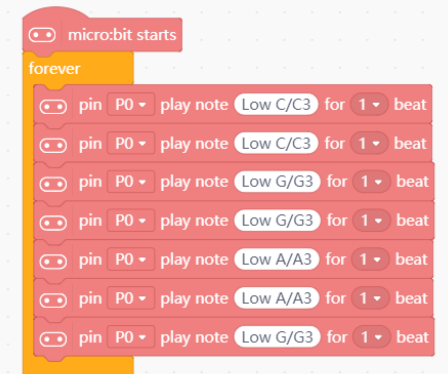 micro:bit starts
forever
pin P0 play note Low C/C3 for 1 beat
pin P0 play note Low C/C3 for 1 beat
pin P0 play note Low G/G3 for 1 beat
pin P0 play note Low G/G3 for 1 beat
pin P0 play note Low A/A3 for 1 beat
pin P0 play note Low A/A3 for 1 beat
pin P0 play note Low G/G3 for 1 beat